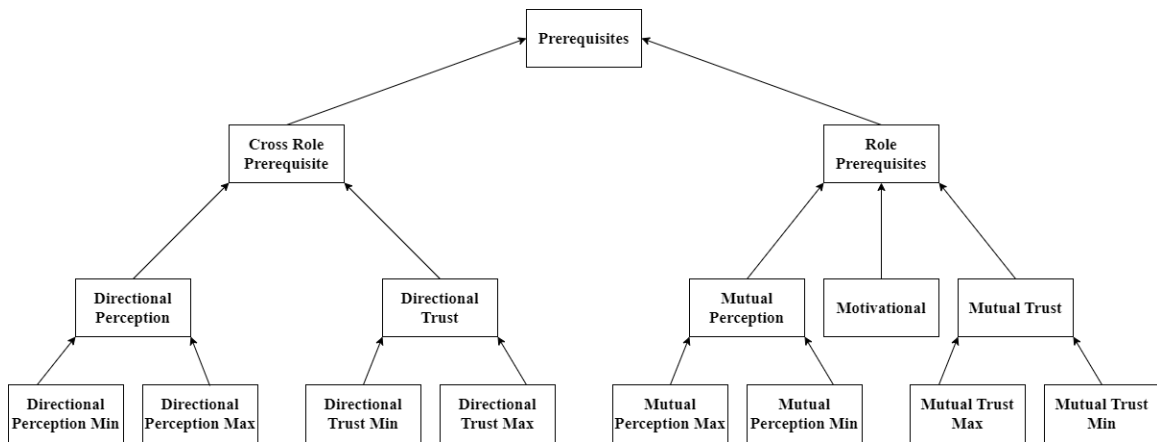 Prerequisites
Cross Role
Prerequisite
Role
Prerequisites
Directional
Perception
Directional
Trust
Mutual
Perception
Motivational
Mutual Trust
Directional
Perception Min
Directional
Perception Max
Directional
Trust Min
Directional
Trust Max
Mutual
Perception Max
Mutual
Perception Min
Mutual Trust
Max
Mutual Trust
Min